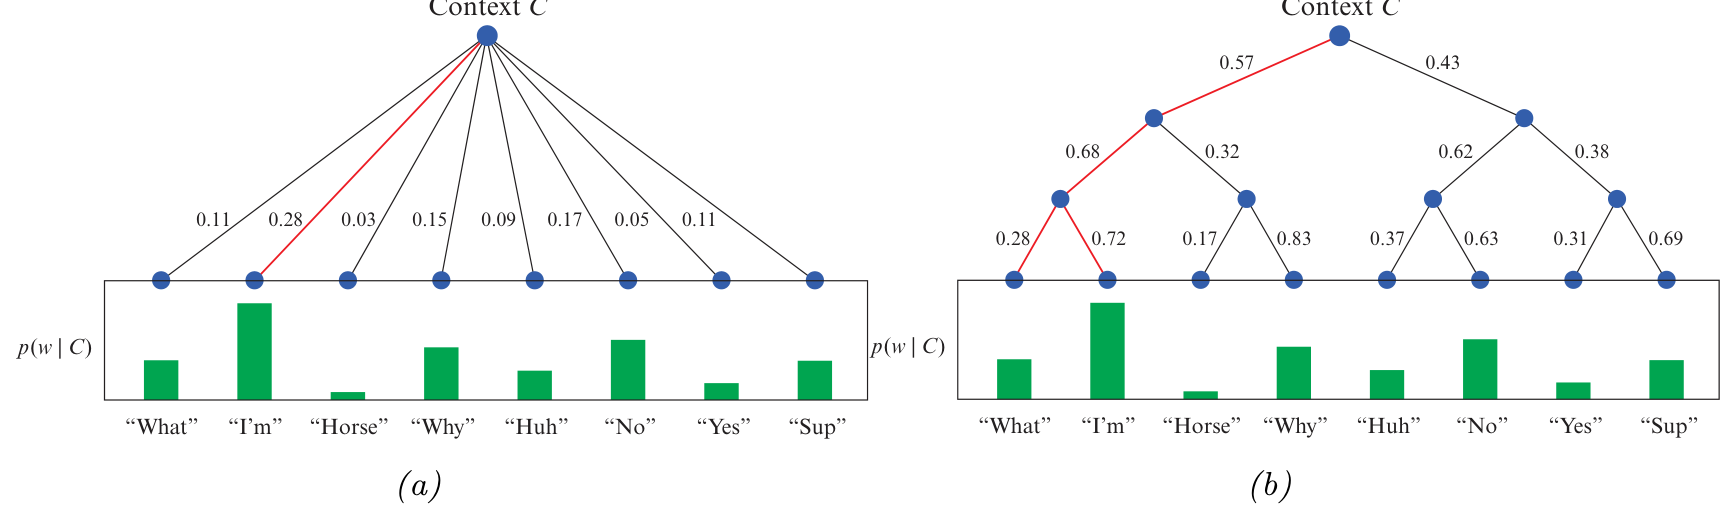 Context C
0.11 0.28 0.03 0.15 0.09 0.17 0.05 0.11
p(w | C)
“What” “I’m” “Horse” “Why” “Huh” “No” “Yes” “Sup”
(a)
Context C
0.57 0.43
0.68 0.32 0.62 0.38
0.28 0.72 0.17 0.83 0.37 0.63 0.31 0.69
p(w | C)
“What” “I’m” “Horse” “Why” “Huh” “No” “Yes” “Sup”
(b)